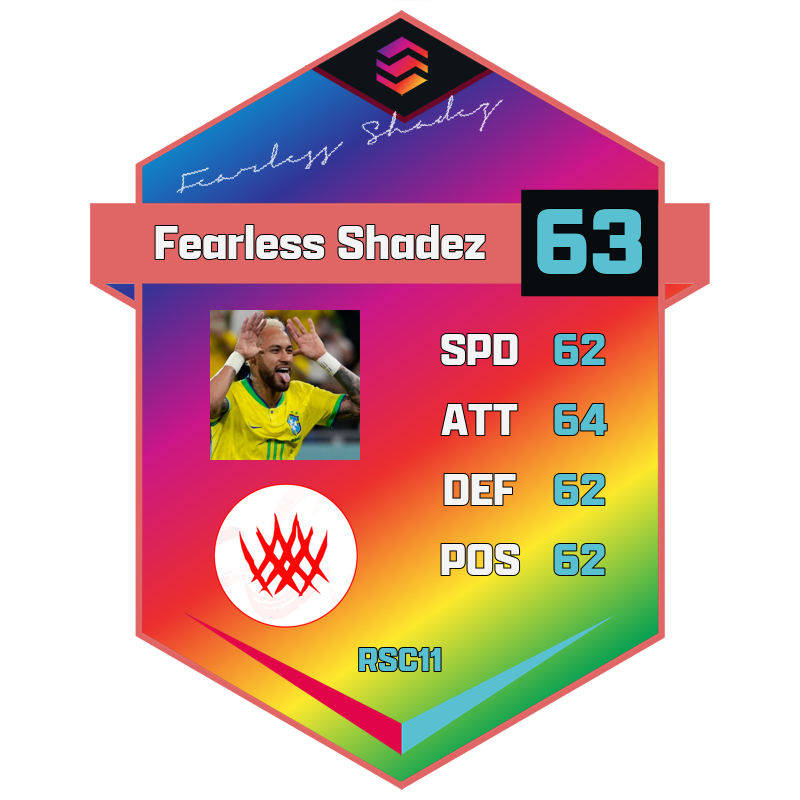 Fearless Shadez
Fearless Shadez
63
SPD 62
ATT 64
DEF 62
POS 62
RSC11